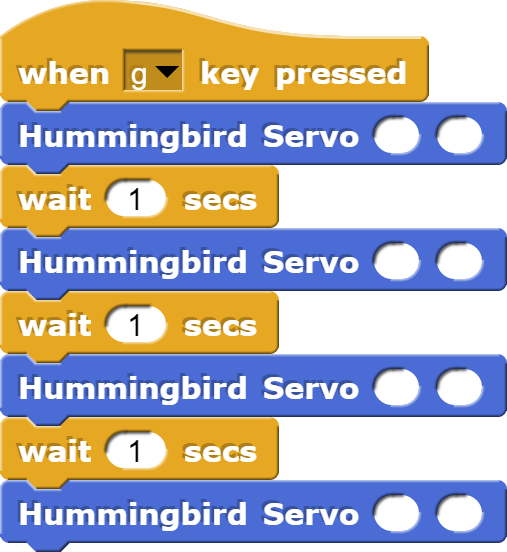 when g key pressed
Hummingbird Servo
wait 1 secs
Hummingbird Servo
wait 1 secs
Hummingbird Servo
wait 1 secs
Hummingbird Servo